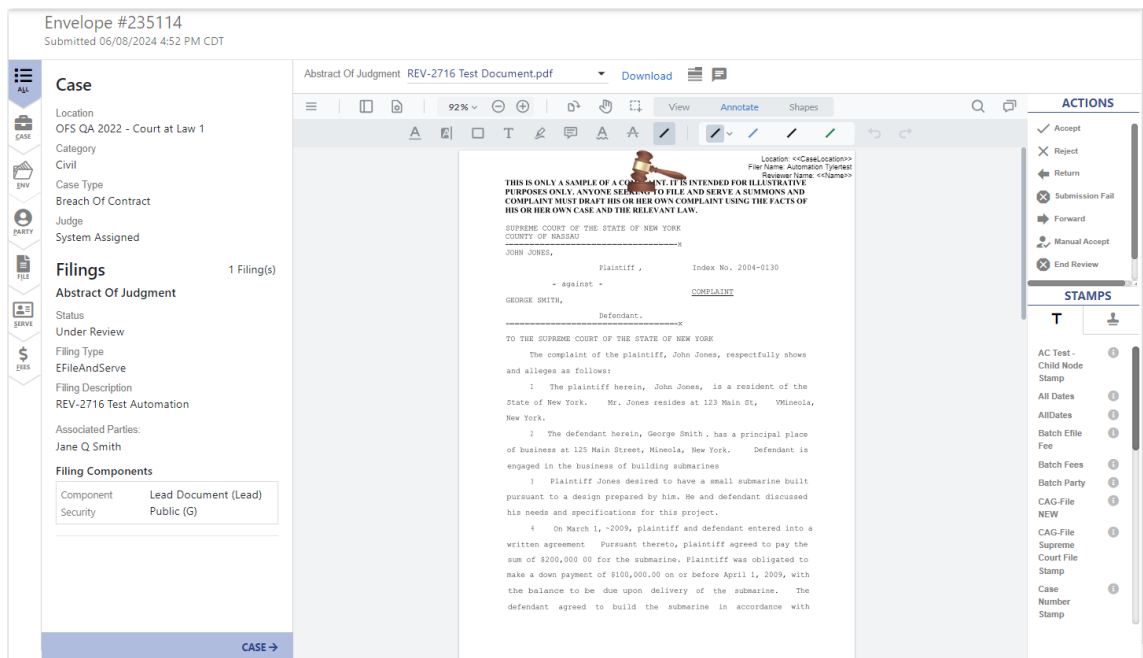 Envelope #235114
Submitted 06/08/2024 4:52 PM CDT
ALL
CASE
ENV
PARTY
FILE
SERVE
FEES
Case
Location
OFS QA 2022 - Court at Law 1
Category
Civil
Case Type
Breach Of Contract
Judge
System Assigned
Filings 1 Filing(s)
Abstract Of Judgment
Status
Under Review
Filing Type
EFileAndServe
Filing Description
REV-2716 Test Automation
Associated Parties:
Jane Q Smith
Filing Components
Component Lead Document (Lead)
Security Public (G)
CASE →
Abstract Of Judgment REV-2716 Test Document.pdf Download
92% View Annotate Shapes
Location: <<CaseLocation>>
Filer Name: Automation Tylertest
Reviewer Name: <<Name>>
THIS IS ONLY A SAMPLE OF A COMPLAINT. IT IS INTENDED FOR ILLUSTRATIVE
PURPOSES ONLY. ANYONE SEEKING TO FILE AND SERVE A SUMMONS AND
COMPLAINT MUST DRAFT HIS OR HER OWN COMPLAINT USING THE FACTS OF
HIS OR HER OWN CASE AND THE RELEVANT LAW.
SUPREME COURT OF THE STATE OF NEW YORK
COUNTY OF NASSAU
-------------------------------------x
JOHN JONES,
Plaintiff , Index No. 2004-0130
- against -
COMPLAINT
GEORGE SMITH,
Defendant.
-------------------------------------x
TO THE SUPREME COURT OF THE STATE OF NEW YORK
The complaint of the plaintiff, John Jones, respectfully shows
and alleges as follows:
1 The plaintiff herein, John Jones, is a resident of the
State of New York. Mr. Jones resides at 123 Main St, VMineola,
New York.
2 The defendant herein, George Smith . has a principal place
of business at 125 Main Street, Mineola, New York. Defendant is
engaged in the business of building submarines
3 Plaintiff Jones desired to have a small submarine built
pursuant to a design prepared by him. He and defendant discussed
his needs and specifications for this project.
4 On March 1, ~2009, plaintiff and defendant entered into a
written agreement Pursuant thereto, plaintiff agreed to pay the
sum of $200,000 00 for the submarine. Plaintiff was obligated to
make a down payment of $100,000.00 on or before April 1, 2009, with
the balance to be due upon delivery of the submarine. The
defendant agreed to build the submarine in accordance with
ACTIONS
Accept
Reject
Return
Submission Fail
Forward
Manual Accept
End Review
STAMPS
T
AC Test -
Child Node
Stamp
All Dates
AllDates
Batch Efile
Fee
Batch Fees
Batch Party
CAG-File
NEW
CAG-File
Supreme
Court File
Stamp
Case
Number
Stamp